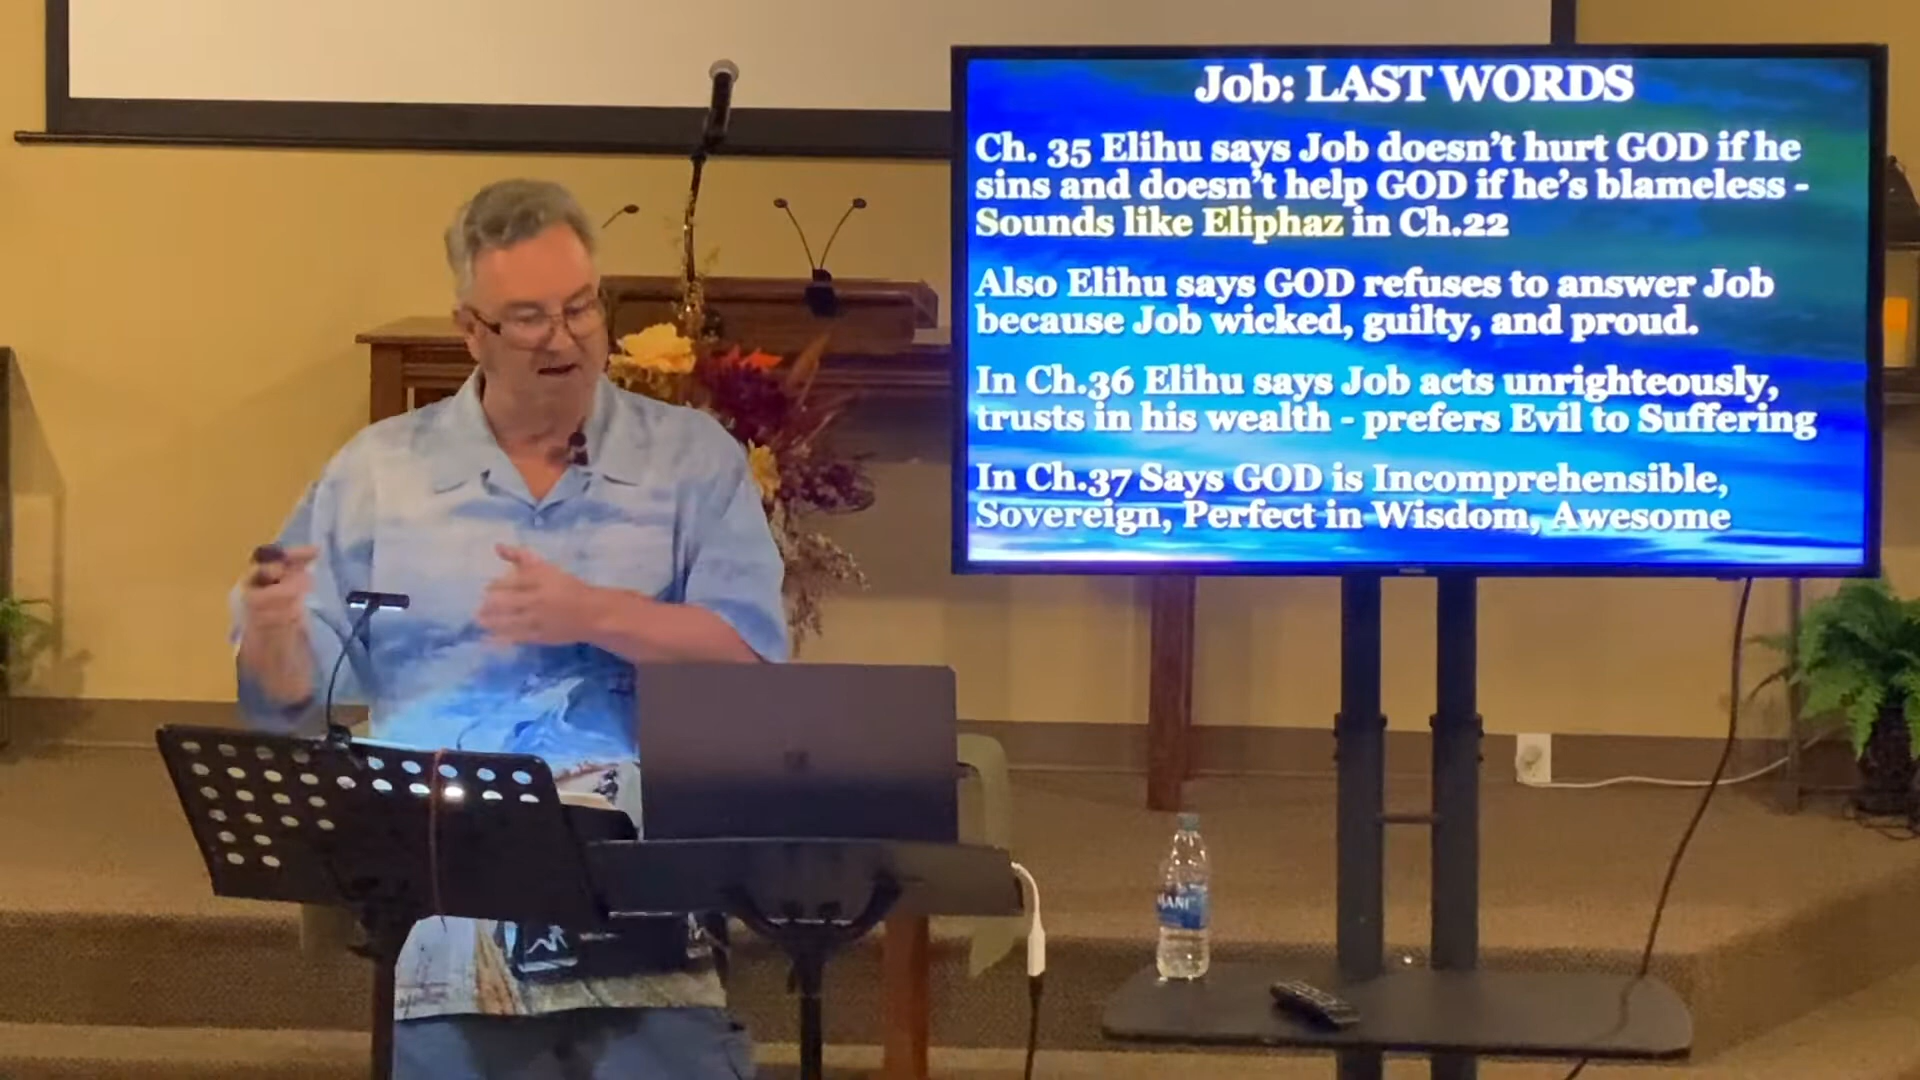 Job: LAST WORDS
Ch. 35 Elihu says Job doesn't hurt GOD if he
sins and doesn't help GOD if he's blameless -
Sounds like Eliphaz in Ch.22
Also Elihu says GOD refuses to answer Job
because Job wicked, guilty, and proud.
In Ch.36 Elihu says Job acts unrighteously,
trusts in his wealth - prefers Evil to Suffering
In Ch.37 Says GOD is Incomprehensible,
Sovereign, Perfect in Wisdom, Awesome